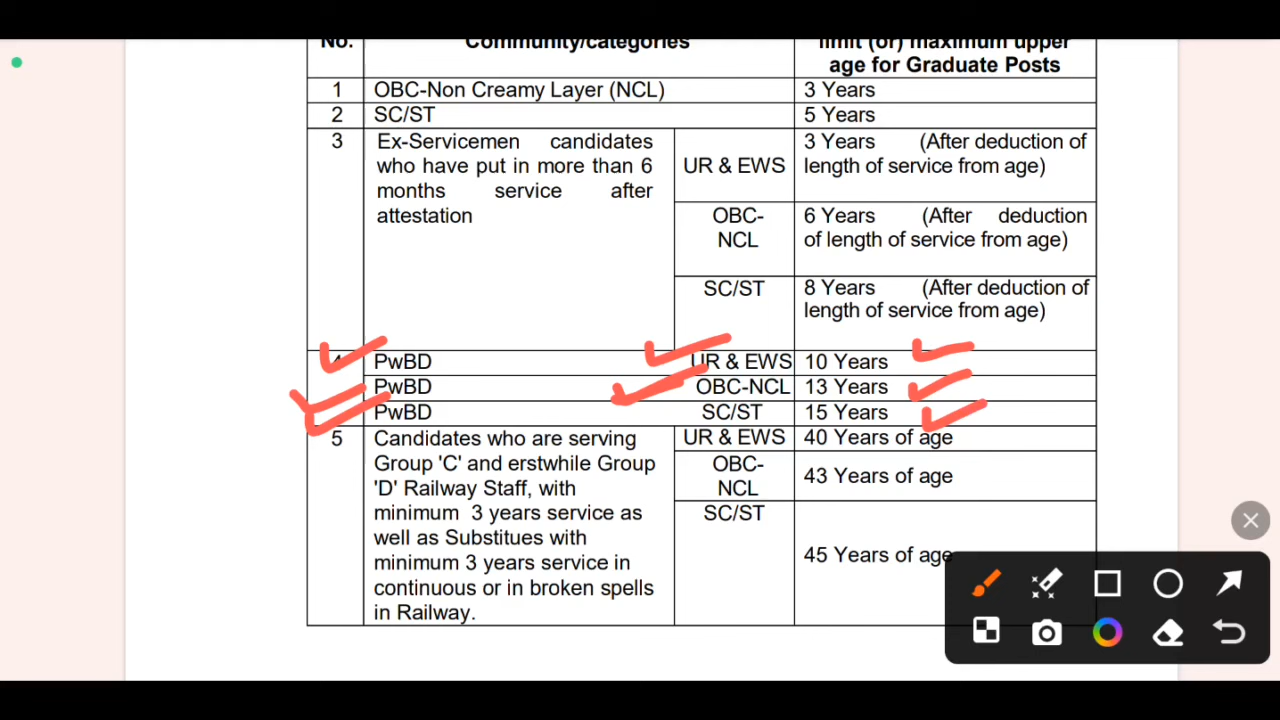 No. Community/categories limit (or) maximum upper
age for Graduate Posts
1 OBC-Non Creamy Layer (NCL) 3 Years
2 SC/ST 5 Years
3 Ex-Servicemen candidates
who have put in more than 6
months service after
attestation
UR & EWS
3 Years (After deduction of
length of service from age)
OBC-
NCL
6 Years (After deduction
of length of service from age)
SC/ST
8 Years (After deduction of
length of service from age)
4 PwBD UR & EWS 10 Years
PwBD OBC-NCL 13 Years
PwBD SC/ST 15 Years
5 Candidates who are serving
Group 'C' and erstwhile Group
'D' Railway Staff, with
minimum 3 years service as
well as Substitues with
minimum 3 years service in
continuous or in broken spells
in Railway.
UR & EWS 40 Years of age
OBC-
NCL
43 Years of age
SC/ST
45 Years of age